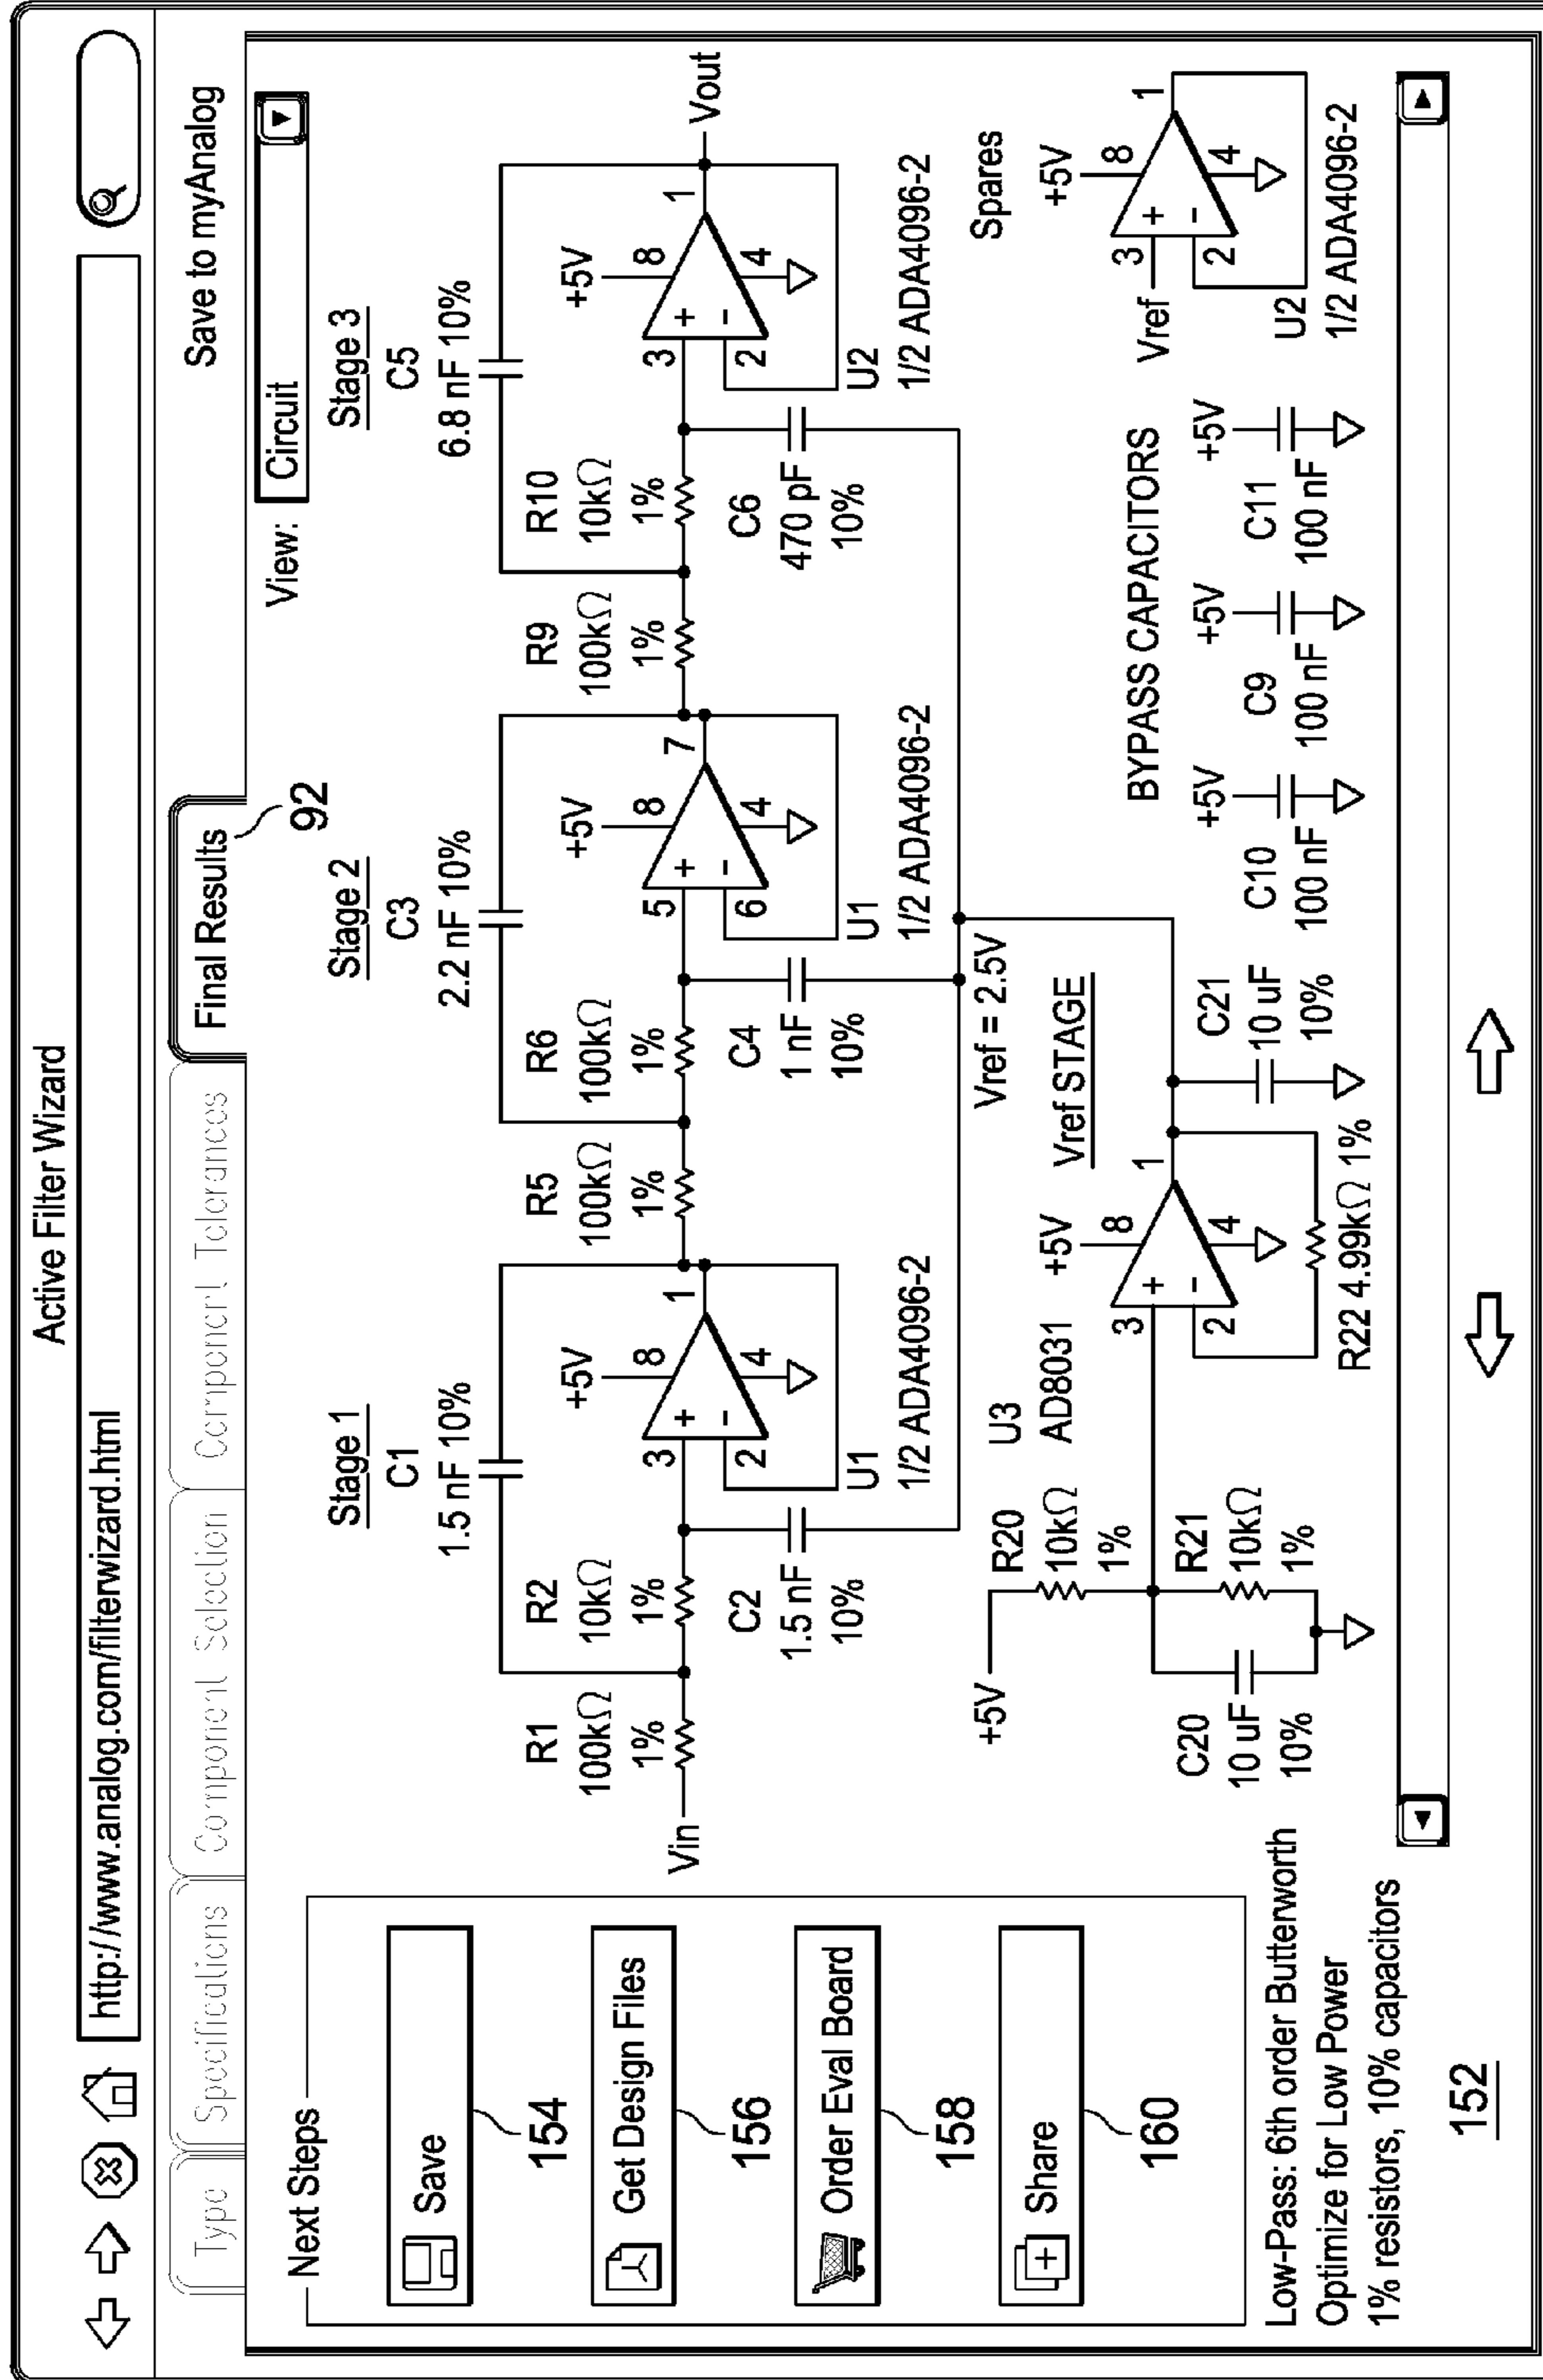 Active Filter Wizard
http://www.analog.com/filterwizard.html
Type
Specifications
Component Selection
Component Tolerances
Final Results
92
Save to myAnalog
View:
Circuit
Next Steps
Save
154
Get Design Files
156
Order Eval Board
158
Share
160
Low-Pass: 6th order Butterworth
Optimize for Low Power
1% resistors, 10% capacitors
152
Stage 1
C1
1.5 nF 10%
Vin
R1
100kΩ
1%
R2
10kΩ
1%
C2
1.5 nF
10%
+5V
3
+
8
1
2
-
4
U1
1/2 ADA4096-2
Stage 2
C3
2.2 nF 10%
R5
100kΩ
1%
R6
100kΩ
1%
C4
1 nF
10%
+5V
5
+
8
7
6
-
4
U1
1/2 ADA4096-2
Stage 3
C5
6.8 nF 10%
R9
100kΩ
1%
R10
10kΩ
1%
C6
470 pF
10%
+5V
3
+
8
1
2
-
4
U2
1/2 ADA4096-2
Vout
Vref = 2.5V
Vref STAGE
+5V
R20
10kΩ
1%
R21
10kΩ
1%
C20
10 uF
10%
U3
AD8031
+5V
3
+
8
1
2
-
4
R22 4.99kΩ 1%
C21
10 uF
10%
BYPASS CAPACITORS
+5V
C10
100 nF
+5V
C9
100 nF
+5V
C11
100 nF
Spares
+5V
Vref
3
+
8
1
2
-
4
U2
1/2 ADA4096-2